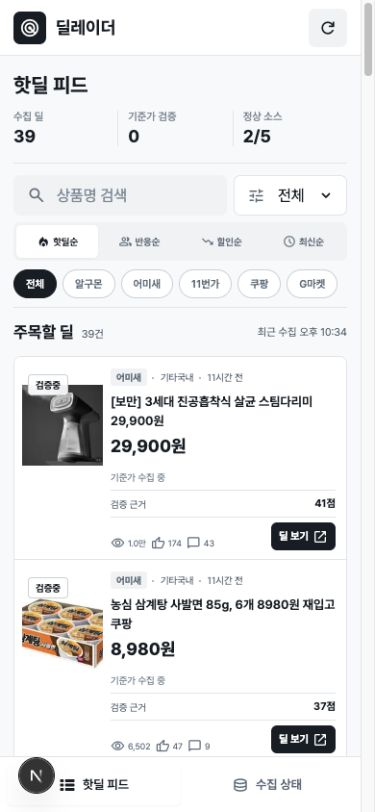 딜레이더
핫딜 피드
수집 딜
39
기준가 검증
0
정상 소스
2/5
상품명 검색
전체
핫딜순
반응순
할인순
최신순
전체
알구몬
어미새
11번가
쿠팡
G마켓
주목할 딜 39건
최근 수집 오후 10:34
검증중
어미새 · 기타국내 · 11시간 전
[보만] 3세대 진공흡착식 살균 스팀다리미
29,900원
29,900원
기준가 수집 중
검증 근거
41점
1.0만 174 43
딜 보기
검증중
어미새 · 기타국내 · 11시간 전
농심 삼계탕 사발면 85g, 6개 8980원 재입고
쿠팡
8,980원
기준가 수집 중
검증 근거
37점
6,502 47 9
딜 보기
N
핫딜 피드
수집 상태